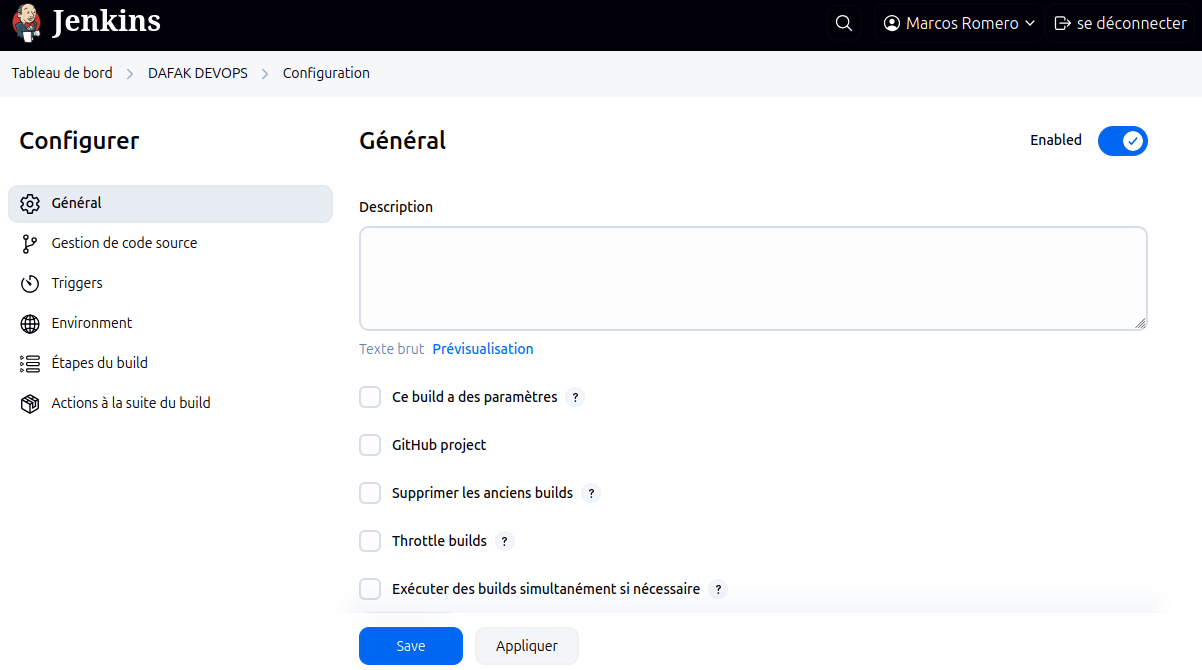 Jenkins
Marcos Romero
se déconnecter
Tableau de bord
DAFAK DEVOPS
Configuration
Configurer
Général
Gestion de code source
Triggers
Environment
Étapes du build
Actions à la suite du build
Général
Enabled
Description
Texte brut Prévisualisation
Ce build a des paramètres ?
GitHub project
Supprimer les anciens builds ?
Throttle builds ?
Exécuter des builds simultanément si nécessaire ?
Save
Appliquer